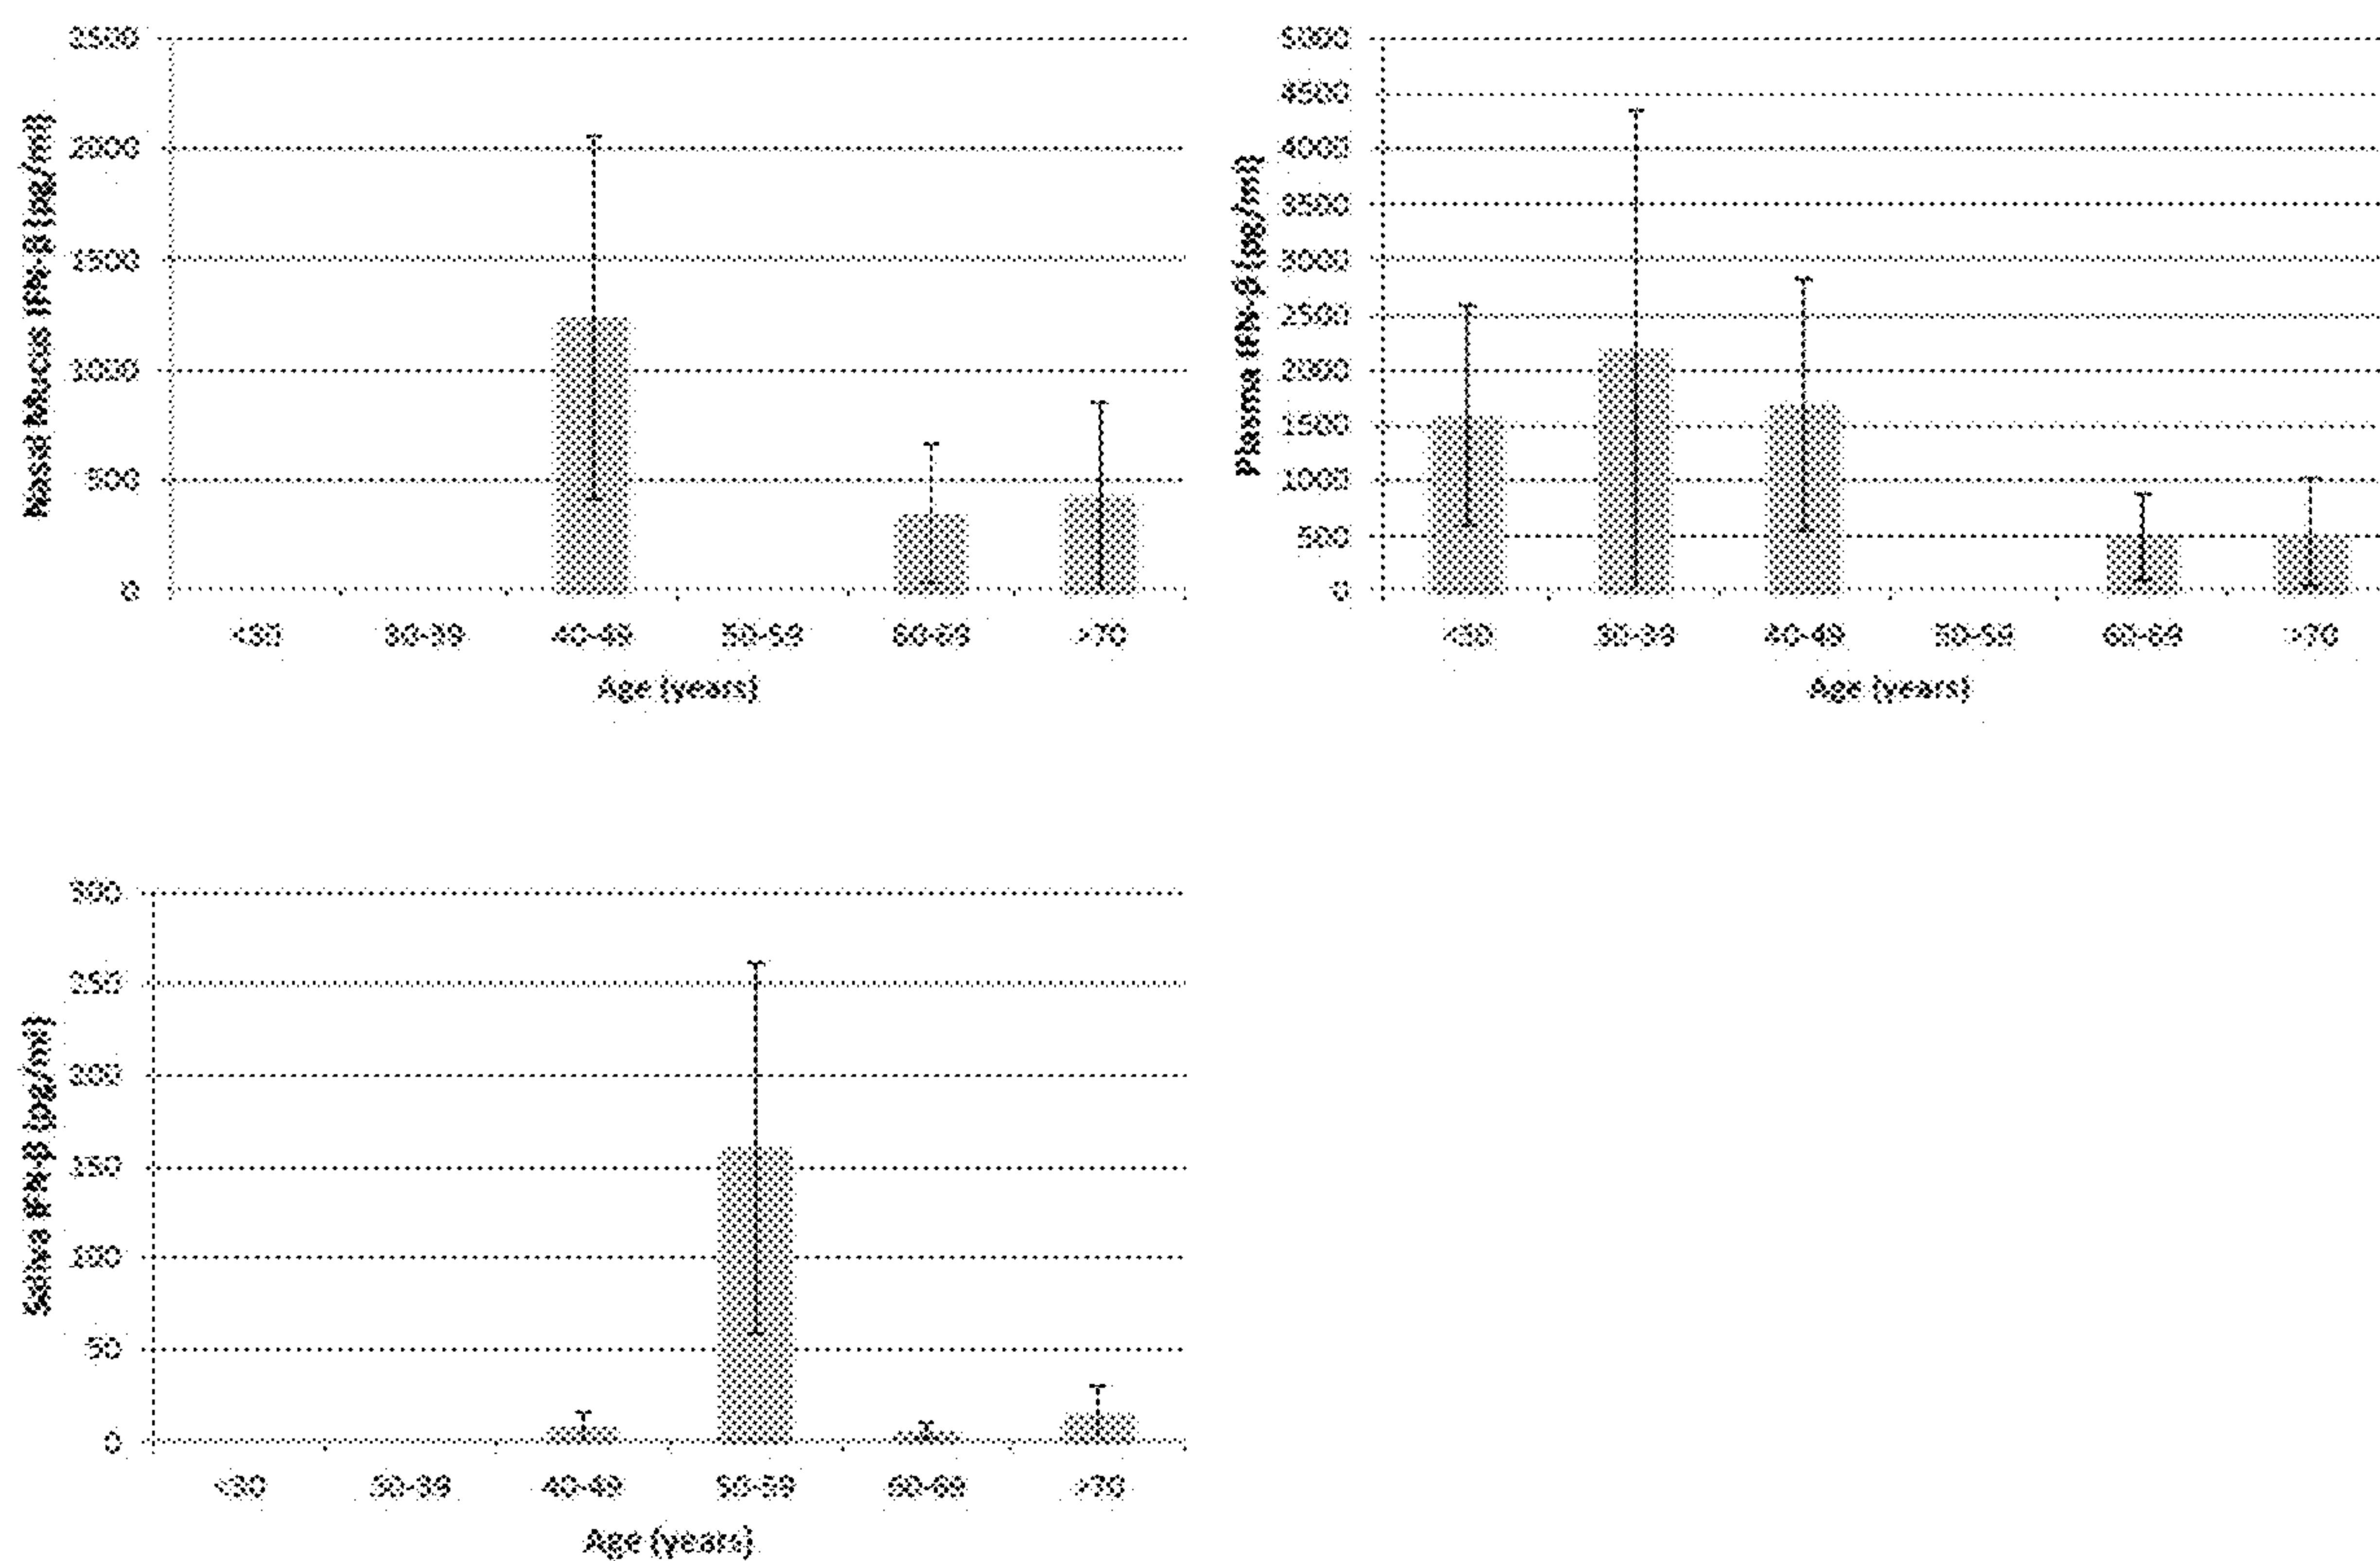 Nasal Mucus IFN-β (pg/ml)
2500
2000
1500
1000
500
0
<30 30-39 40-49 50-59 60-69 >70
Age (years)
Plasma IFN-β (pg/ml)
5000
4500
4000
3500
3000
2500
2000
1500
1000
500
0
<30 30-39 40-49 50-59 60-69 >70
Age (years)
Saliva IFN-β (pg/ml)
300
250
200
150
100
50
0
<30 30-39 40-49 50-59 60-69 >70
Age (years)